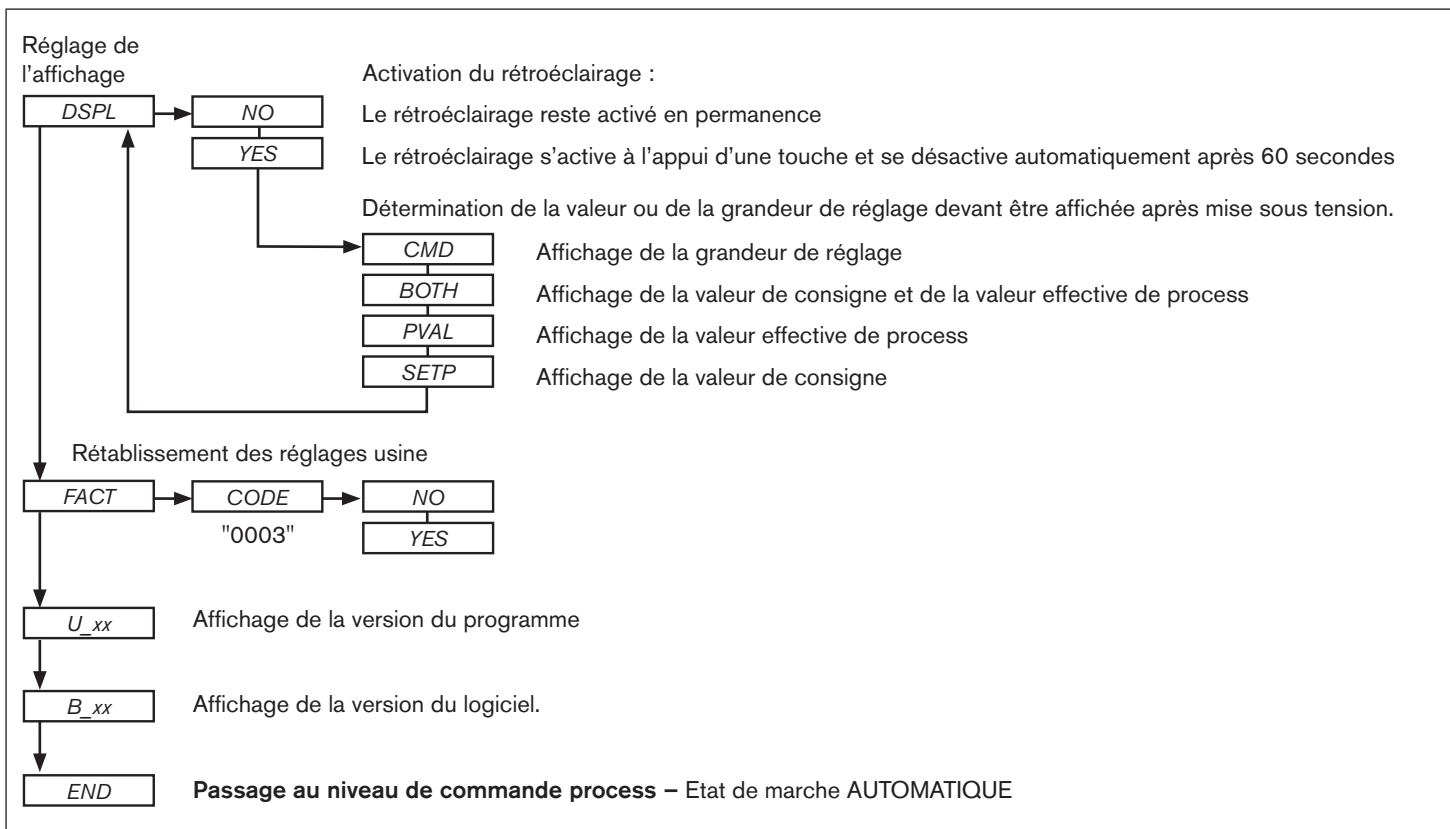 Réglage de
l'affichage
Activation du rétroéclairage :
DSPL
NO
Le rétroéclairage reste activé en permanence
YES
Le rétroéclairage s'active à l'appui d'une touche et se désactive automatiquement après 60 secondes
Détermination de la valeur ou de la grandeur de réglage devant être affichée après mise sous tension.
CMD
Affichage de la grandeur de réglage
BOTH
Affichage de la valeur de consigne et de la valeur effective de process
PVAL
Affichage de la valeur effective de process
SETP
Affichage de la valeur de consigne
Rétablissement des réglages usine
FACT
CODE
NO
"0003"
YES
U_xx
Affichage de la version du programme
B_xx
Affichage de la version du logiciel.
END
Passage au niveau de commande process – Etat de marche AUTOMATIQUE